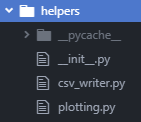 helpers
__pycache__
__init__.py
csv_writer.py
plotting.py